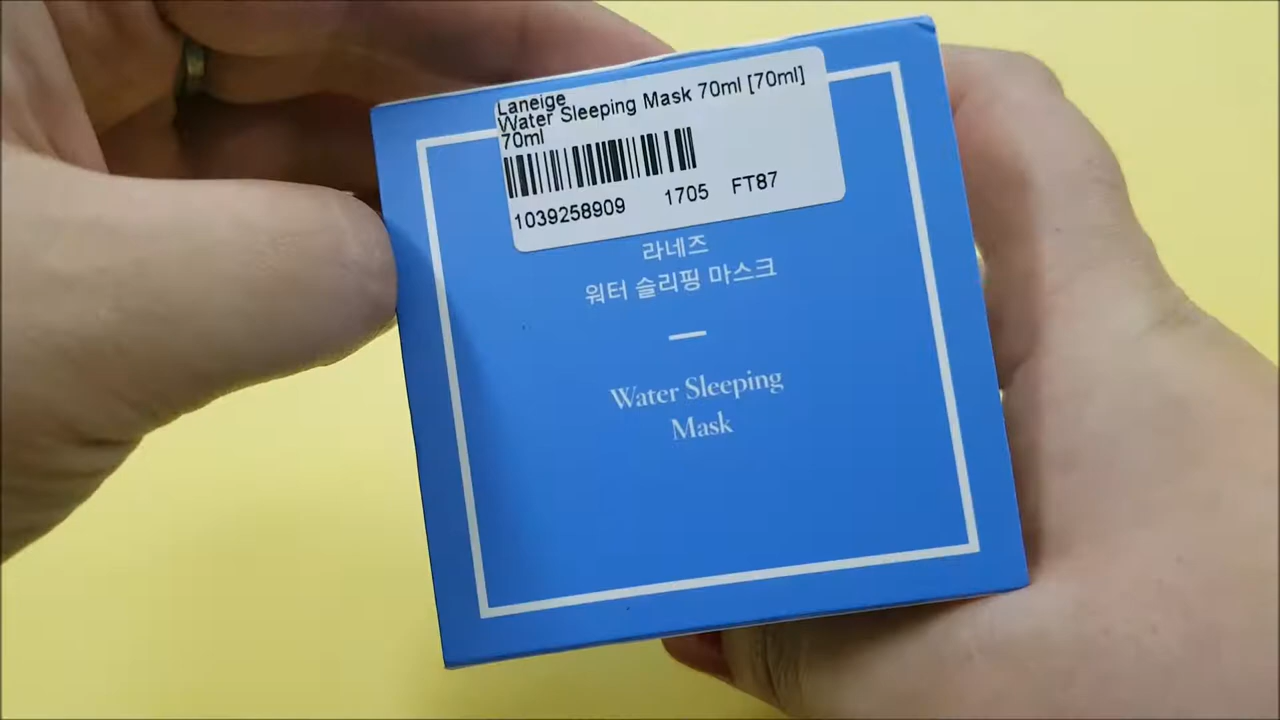 Laneige
Water Sleeping Mask 70ml [70ml]
70ml
1039258909 1705 FT87
라네즈
워터 슬리핑 마스크
Water Sleeping
Mask